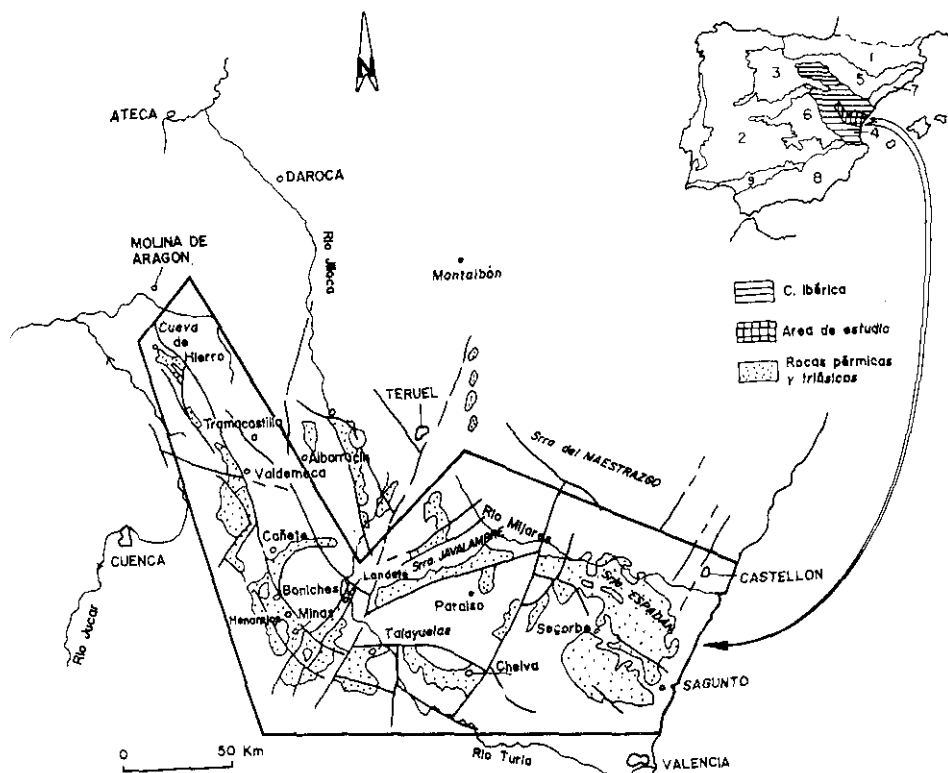 N
ATECA
DAROCA
MOLINA DE
ARAGON
Río Jiloca
Montalbón
Cueva
de
Hierro
TERUEL
Tramacastilla
Albarracín
Valdemeca
Srra del MAESTRAZGO
Cañete
CUENCA
Río Jucar
Boniches
Landete
Srra. JAVALAMBRE
Río Mijares
CASTELLON
Henarejos
Minas
Paraiso
Srra. ESPADAN
Segorbe
Talayuelas
Chelva
SAGUNTO
0 50 Km
Río Turia
VALENCIA
1
3
5
7
6
2
4
9
8
C. Ibérica
Area de estudio
Rocas pérmicas
y triásicas